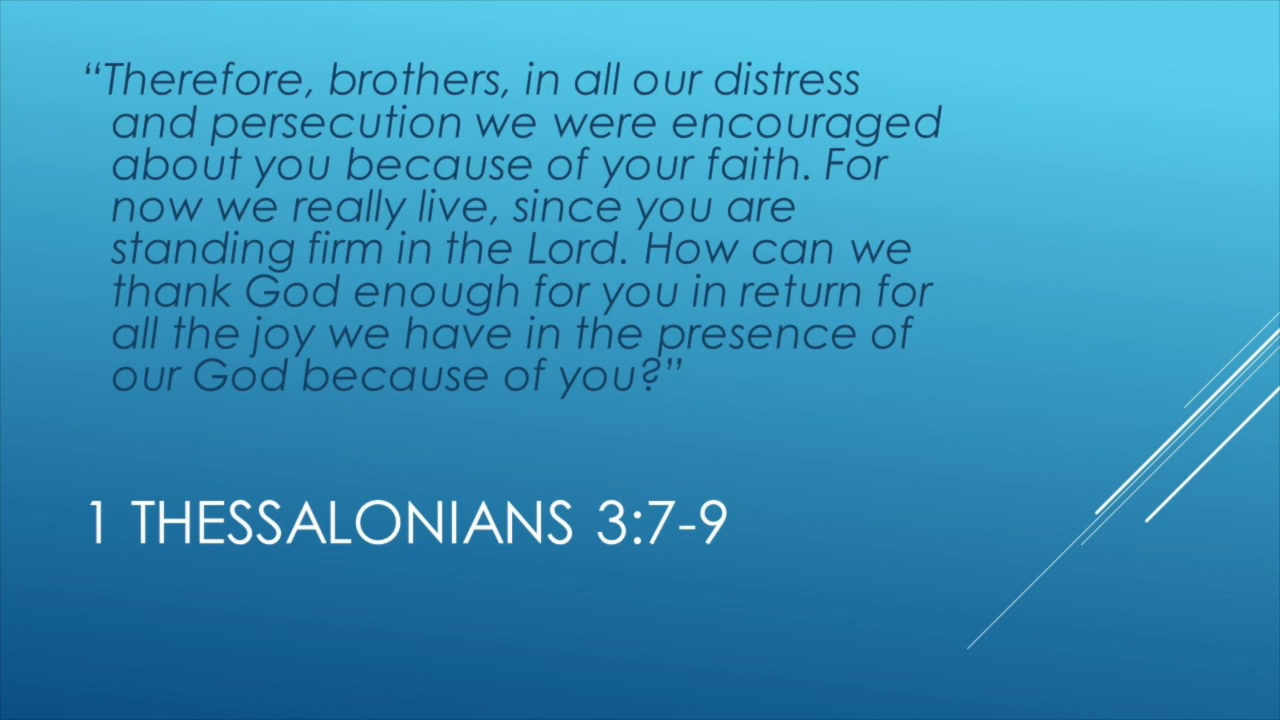 “Therefore, brothers, in all our distress
and persecution we were encouraged
about you because of your faith. For
now we really live, since you are
standing firm in the Lord. How can we
thank God enough for you in return for
all the joy we have in the presence of
our God because of you?”
1 THESSALONIANS 3:7-9